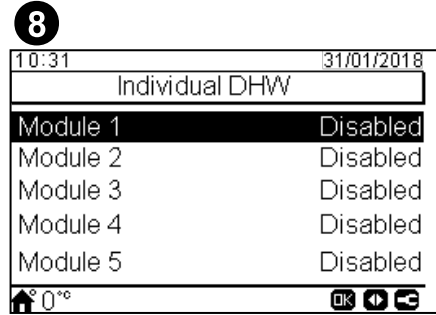 8
10:31 31/01/2018
Individual DHW
Module 1 Disabled
Module 2 Disabled
Module 3 Disabled
Module 4 Disabled
Module 5 Disabled
0°C OK